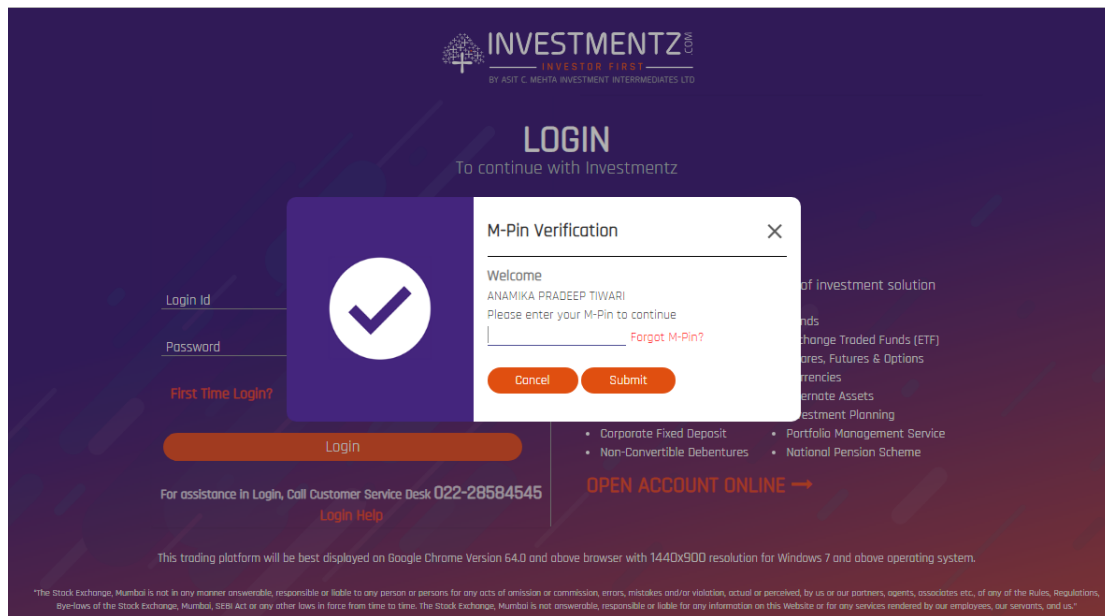 INVESTMENTZ.COM
INVESTOR FIRST
BY ASIT C. MEHTA INVESTMENT INTERRMEDIATES LTD
LOGIN
To continue with Investmentz
M-Pin Verification
Welcome
ANAMIKA PRADEEP TIWARI
Please enter your M-Pin to continue
Forgot M-Pin?
Cancel
Submit
Login Id
Password
First Time Login?
Login
For assistance in Login, Call Customer Service Desk 022-28584545
Login Help
of investment solution
change Traded Funds (ETF)
Futures & Options
Assets
Planning
• Corporate Fixed Deposit
• Portfolio Management Service
• Non-Convertible Debentures
• National Pension Scheme
OPEN ACCOUNT ONLINE →
This trading platform will be best displayed on Google Chrome Version 64.0 and above browser with 1440x900 resolution for Windows 7 and above operating system.
"The Stock Exchange, Mumbai is not in any manner answerable, responsible or liable to any person or persons for any acts of omission or commission, errors, mistakes and/or violation, actual or perceived, by us or our partners, agents, associates etc., of any of the Rules, Regulations,
Bye-laws of the Stock Exchange, Mumbai, SEBI Act or any other laws in force from time to time. The Stock Exchange, Mumbai is not answerable, responsible or liable for any information on this Website or for any services rendered by our employees, our servants, and us."